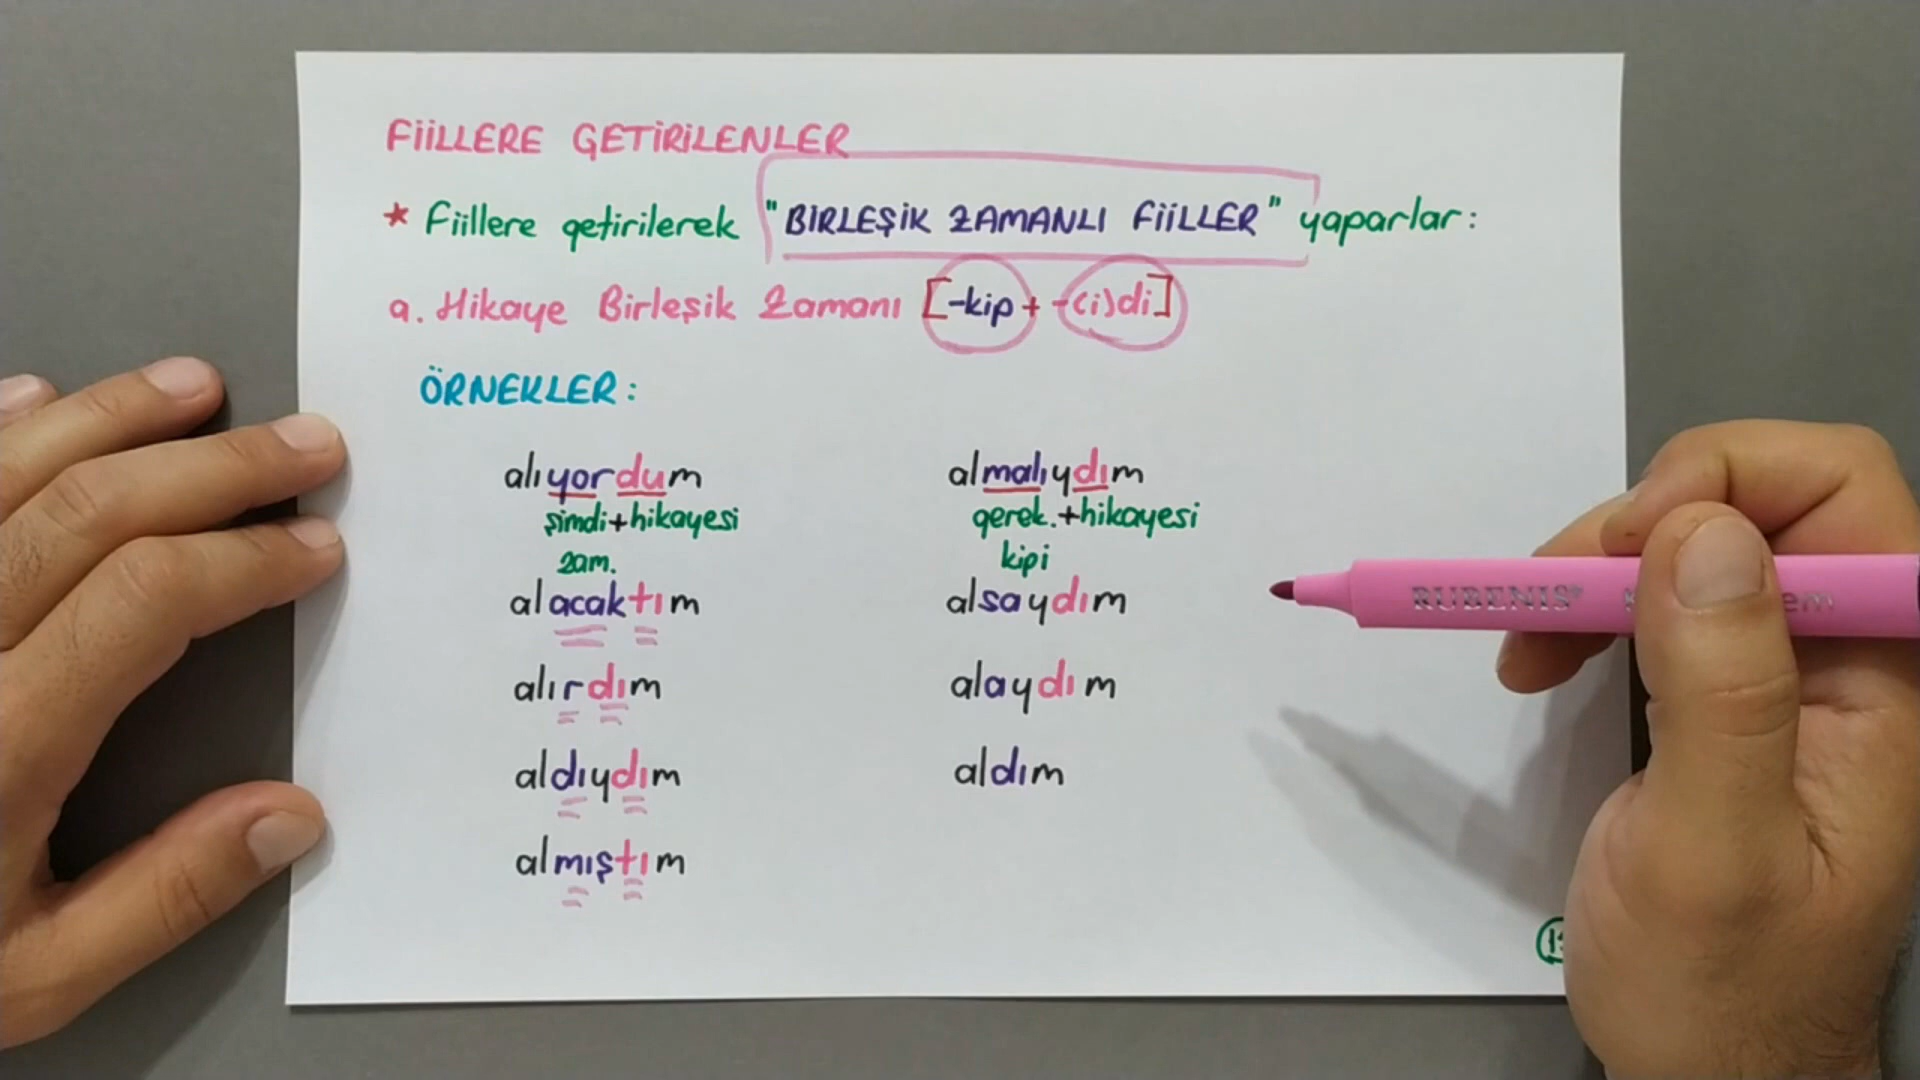 FİİLLERE GETİRİLENLER
* Fiillere getirilerek "BİRLEŞİK ZAMANLI FİİLLER" yaparlar:
a. Hikaye Birleşik Zamanı [-kip + -(i)di]
ÖRNEKLER:
alıyordum
şimdi+hikayesi
zam.
alacaktım
alırdım
aldıydım
almıştım
almalıydım
gerek.+hikayesi
kipi
alsaydım
alaydım
aldım
RUBENIS